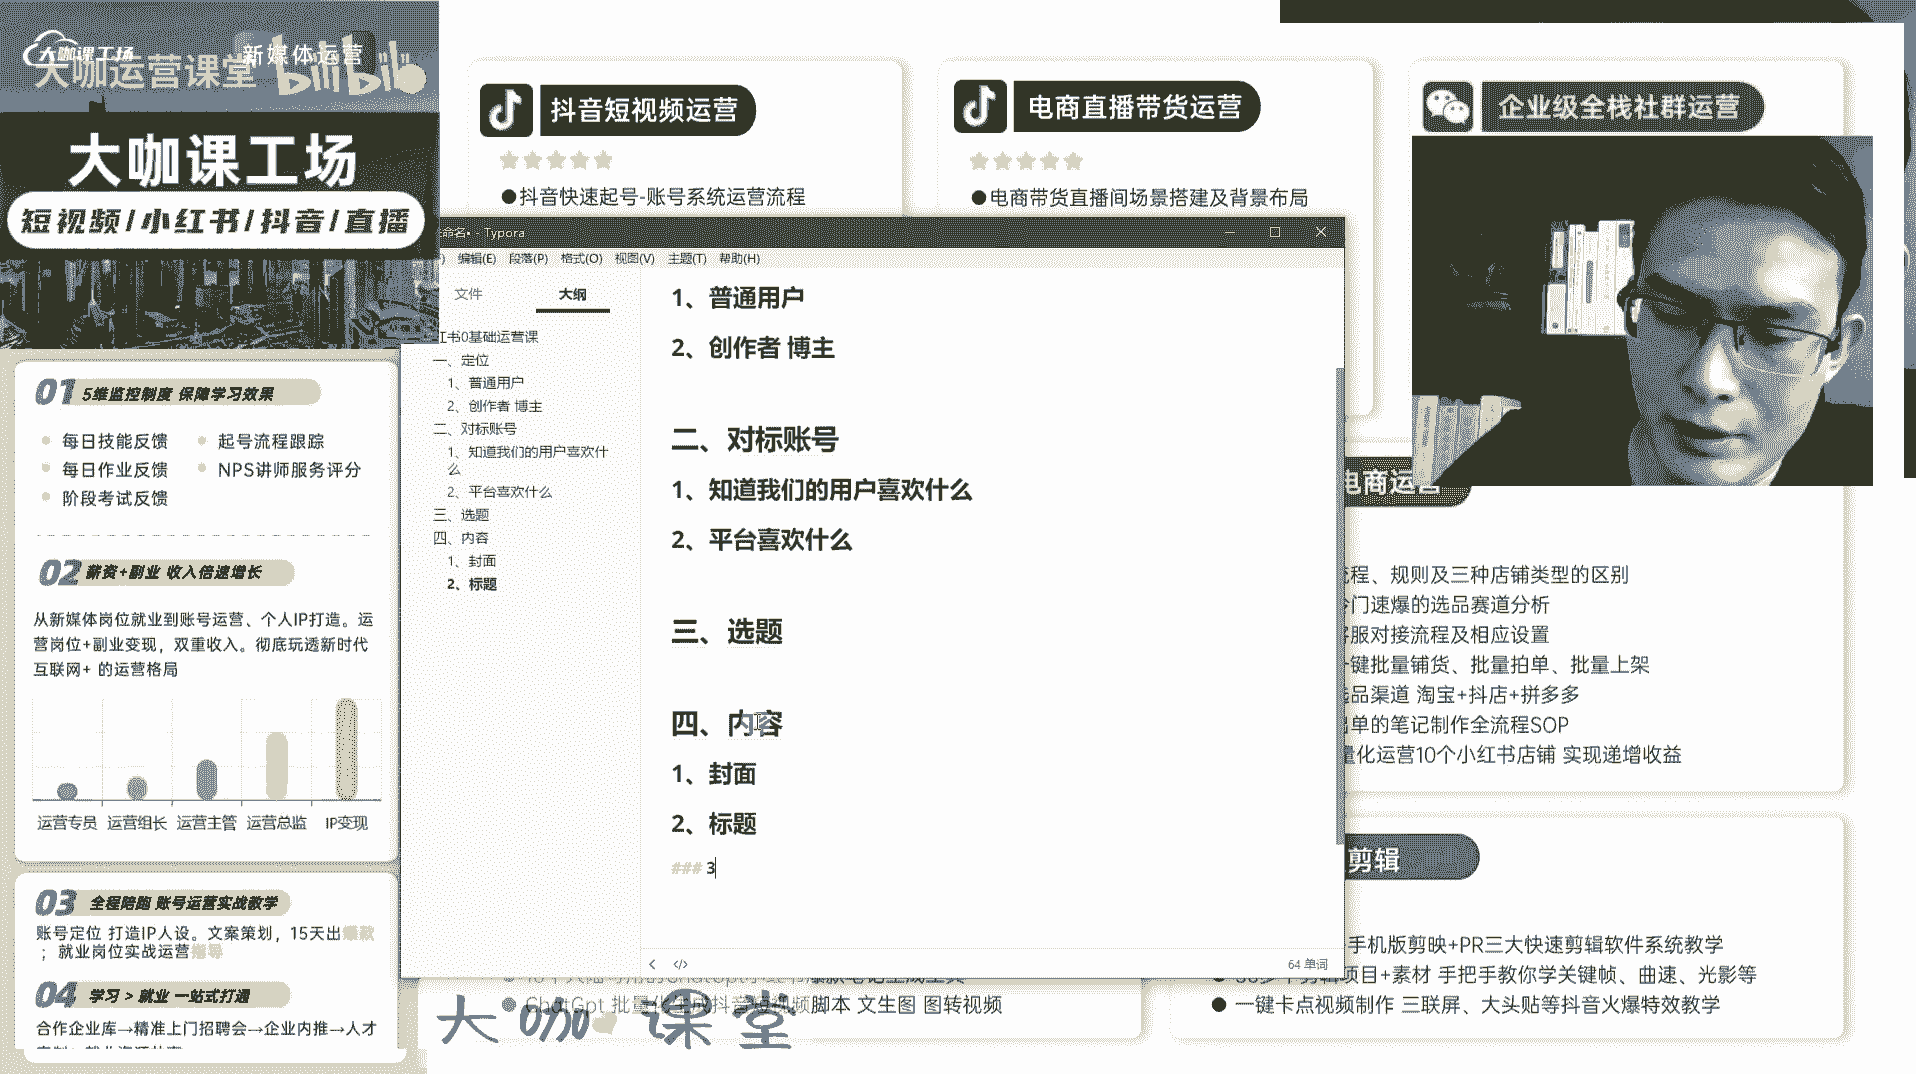 大咖课工场
新媒体运营
大咖运营课堂
bilibili
大咖课工场
短视频/小红书/抖音/直播
01 5维监控制度 保障学习效果
每日技能反馈
起号流程跟踪
每日作业反馈
NPS讲师服务评分
阶段考试反馈
02 薪资+副业 收入倍速增长
从新媒体岗位就业到账号运营、个人IP打造。运
营岗位+副业变现，双重收入。彻底玩透新时代
互联网+ 的运营格局
运营专员 运营组长 运营主管 运营总监 IP变现
03 全程陪跑 账号运营实战教学
账号定位 打造IP人设。文案策划，15天出爆款
；就业岗位实战运营指导
04 学习 > 就业 一站式打通
合作企业库→精准上门招聘会→企业内推→人才
抖音短视频运营
●抖音快速起号-账号系统运营流程
电商直播带货运营
●电商带货直播间场景搭建及背景布局
企业级全栈社群运营
命名• - Typora
编辑(E) 段落(P) 格式(O) 视图(V) 主题(T) 帮助(H)
文件
大纲
书0基础运营课
一、定位
1、普通用户
2、创作者 博主
二、对标账号
1、知道我们的用户喜欢什
么
2、平台喜欢什么
三、选题
四、内容
1、封面
2、标题
1、普通用户
2、创作者 博主
二、对标账号
1、知道我们的用户喜欢什么
2、平台喜欢什么
三、选题
四、内容
1、封面
2、标题
### 3
64 单词
电商运营
程、规则及三种店铺类型的区别
门速爆的选品赛道分析
客服对接流程及相应设置
一键批量铺货、批量拍单、批量上架
选品渠道 淘宝+抖店+拼多多
出单的笔记制作全流程SOP
量化运营10个小红书店铺 实现递增收益
剪辑
手机版剪映+PR三大快速剪辑软件系统教学
项目+素材 手把手教你学关键帧、曲速、光影等
●一键卡点视频制作 三联屏、大头贴等抖音火爆特效教学
●ChatGpt 批量化生成抖音短视频脚本 文生图 图转视频
大咖课堂